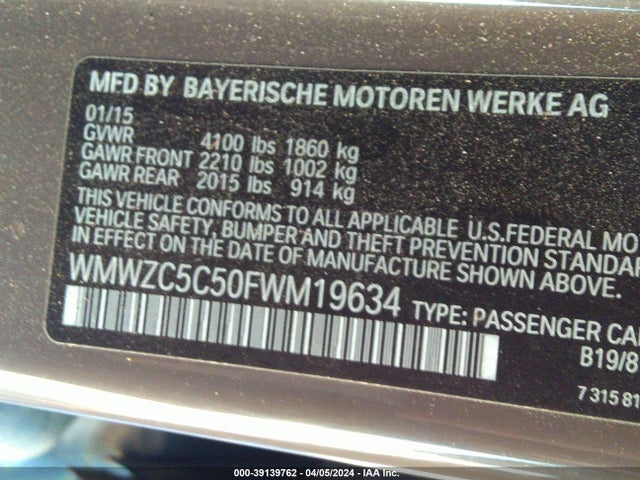 MFD BY BAYERISCHE MOTOREN WERKE AG
01/15
GVWR 4100 lbs 1860 kg
GAWR FRONT 2210 lbs 1002 kg
GAWR REAR 2015 lbs 914 kg
THIS VEHICLE CONFORMS TO ALL APPLICABLE U.S.FEDERAL MO
VEHICLE SAFETY, BUMPER AND THEFT PREVENTION STANDAR
IN EFFECT ON THE DATE OF MANUFACTURE SHOWN ABOVE.
WMWZC5C50FWM19634 TYPE: PASSENGER CA
B19/8
7 315 81
000-39139762 - 04/05/2024 - IAA Inc.